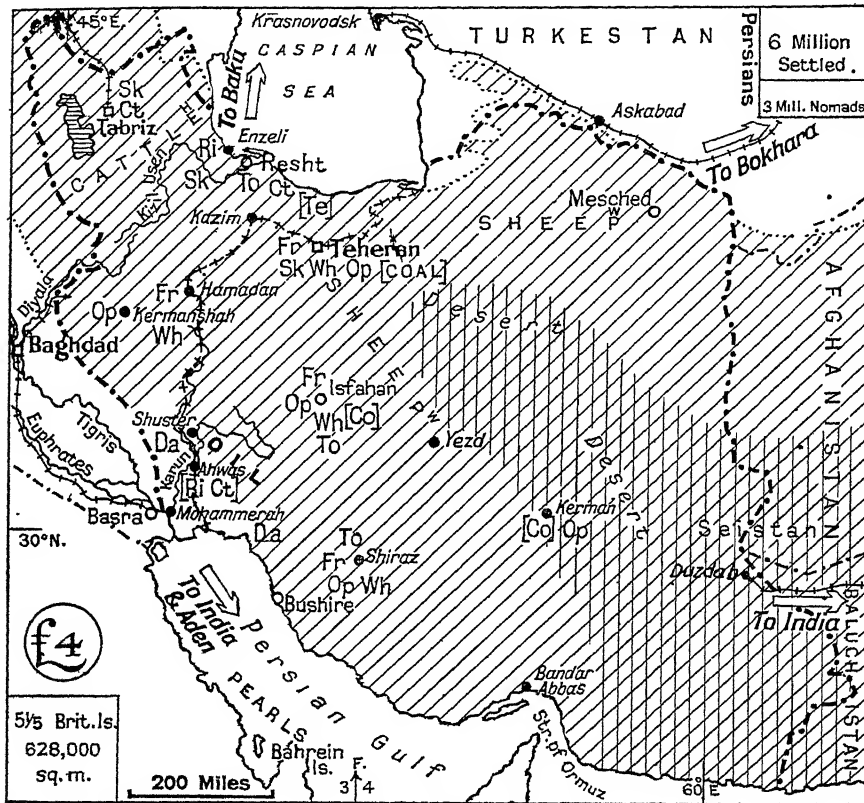 45°E.
Krasnovodsk
CASPIAN
SEA
TURKESTAN
Persians
6 Million
Settled.
3 Mill. Nomads
To Baku
Askabad
To Bokhara
Sk
Ct
Tabriz
CATTLE
Enzeli
Ri
Resht
Sk
To Ct
[Te]
Kazim
Mesched
w
SHEEP
Fr
Teheran
Sk Wh Op [COAL]
SHEEP
w
Desert
Diyala
Fr
Hamadan
Op
Kermanshah
Wh
Baghdad
AFGHANISTAN
Fr
Isfahan
Op
Wh [Co]
To
Shuster
Da
OIL
Yezd
Desert
Tigris
Euphrates
Karun
Ahwas
[Ri Ct]
Basra
Mohammerah
Da
Kerman
[Co] Op
Seistan
30°N.
To
Fr
Shiraz
Op Wh
Duzdab
To India
& Aden
Bushire
To India
BALUCHISTAN
£4
Persian Gulf
PEARLS
Bandar
Abbas
Str. of Ormuz
5⅕ Brit. Is.
628,000
sq. m.
200 Miles
Bahrein
Is.
F.
3 4
60°E